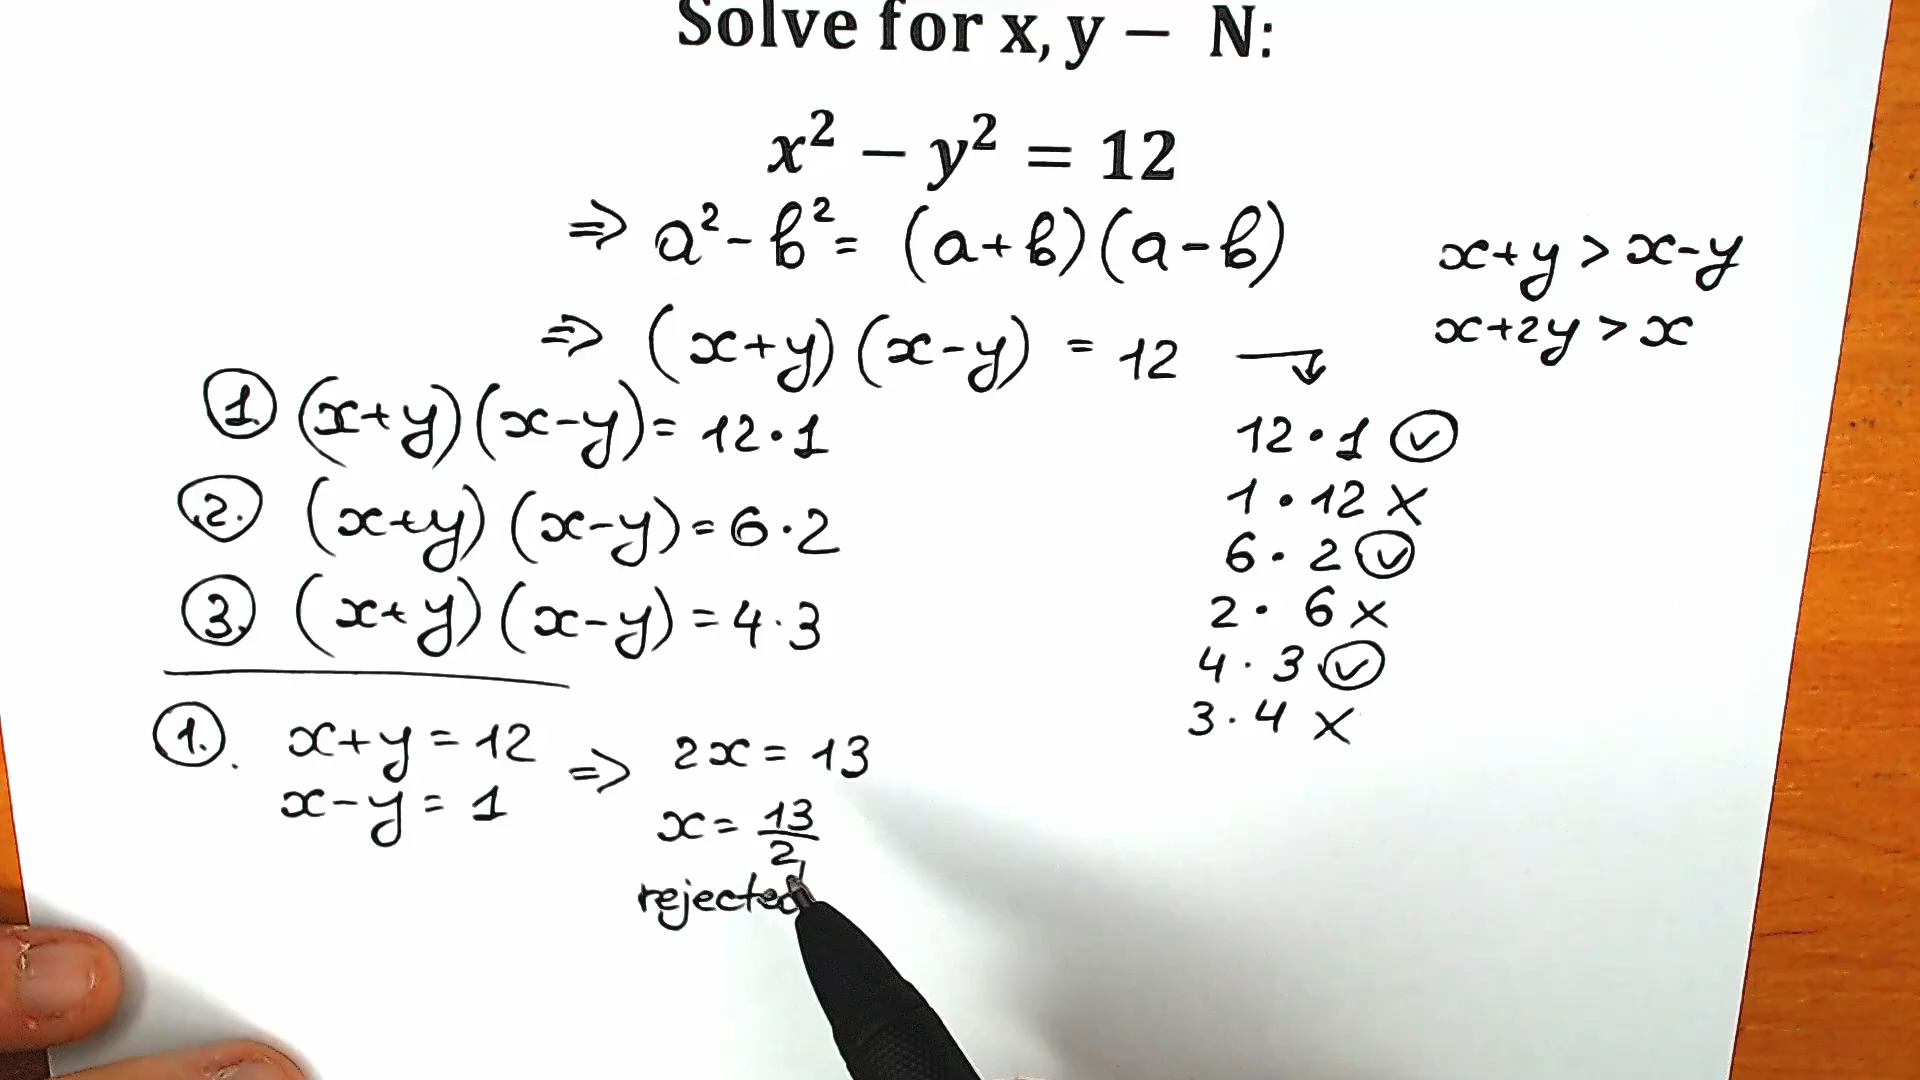 Solve for x, y − N:
x² − y² = 12
⇒ a² - b² = (a+b)(a-b)
⇒ (x+y)(x-y) = 12 →
x+y > x-y
x+2y > x
① (x+y)(x-y) = 12·1
②. (x+y)(x-y) = 6·2
③. (x+y)(x-y) = 4·3
12·1 ✓
1·12 x
6·2 ✓
2·6 x
4·3 ✓
3·4 x
①. x+y = 12 ⇒ 2x = 13
x-y = 1
x = 13/2
rejected